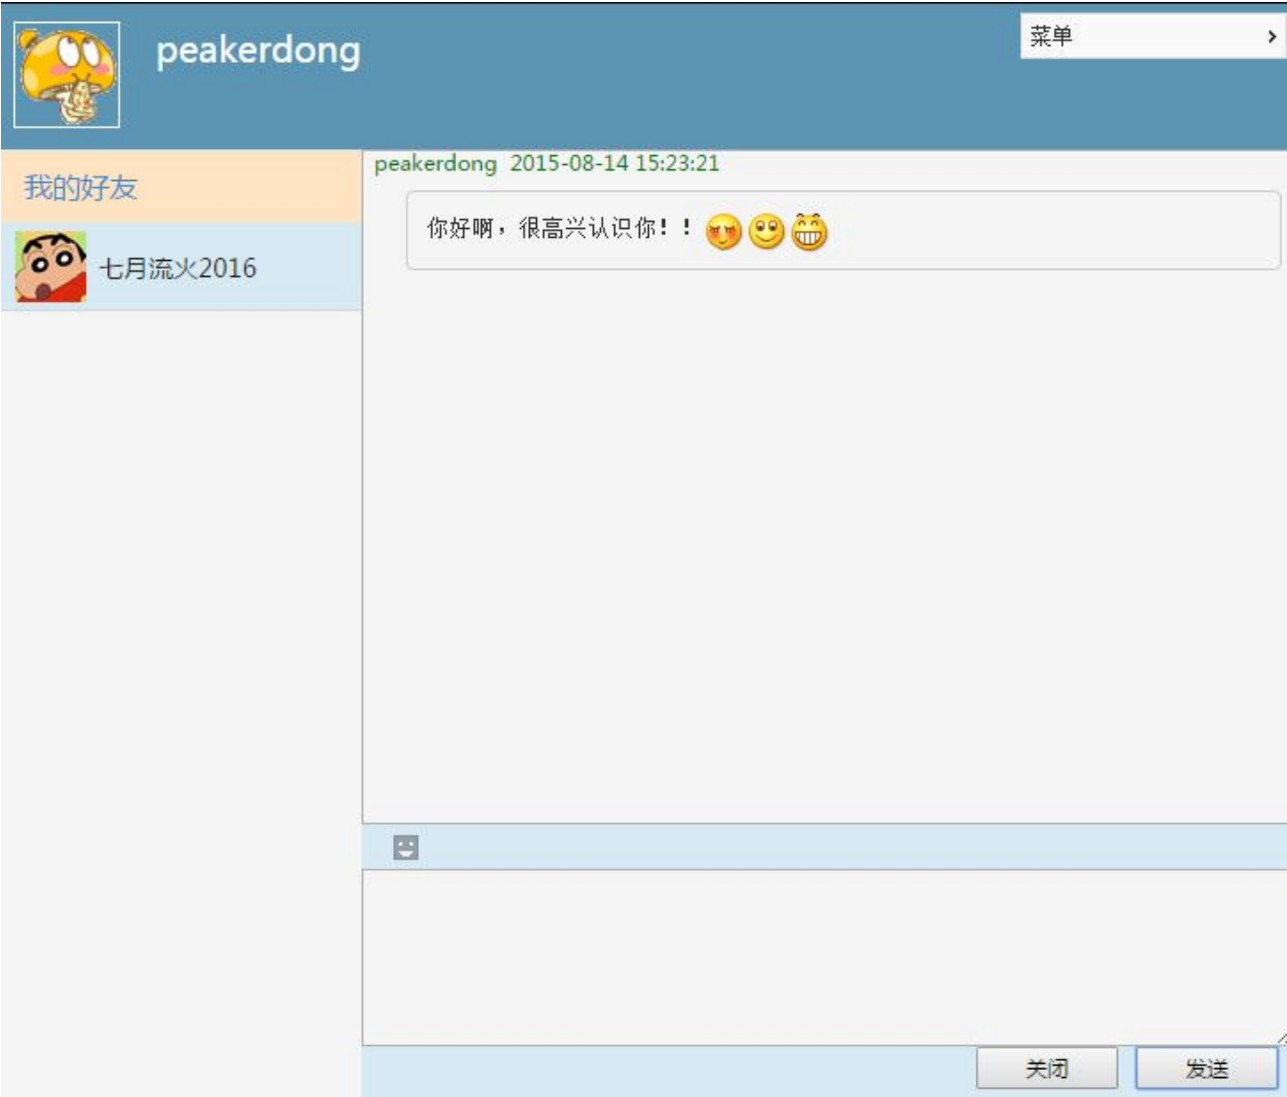 peakerdong
菜单
我的好友
七月流火2016
peakerdong 2015-08-14 15:23:21
你好啊，很高兴认识你！！
关闭
发送